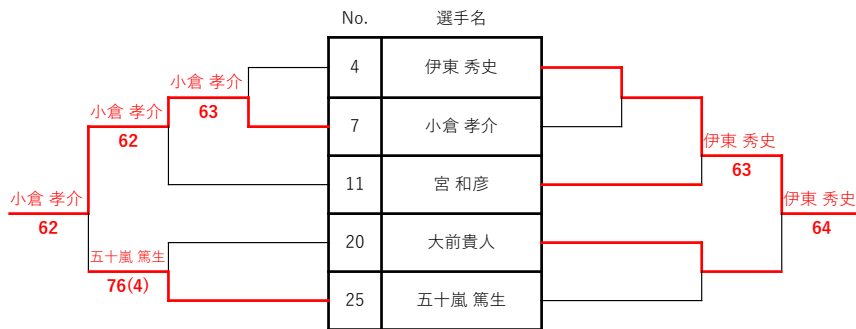 No. 選手名
4 伊東 秀史
小倉 孝介
63
小倉 孝介
62
7 小倉 孝介
伊東 秀史
63
11 宮 和彦
小倉 孝介
62
伊東 秀史
64
20 大前貴人
五十嵐 篤生
76(4)
25 五十嵐 篤生